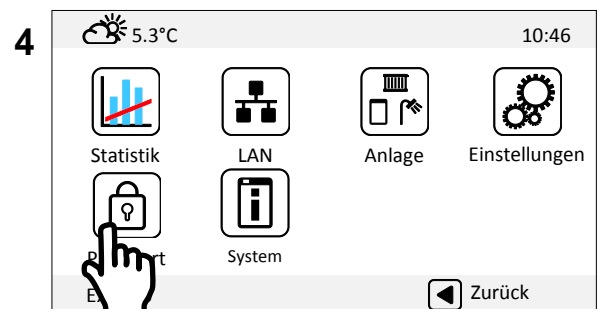 4
5.3°C 10:46
Statistik LAN Anlage Einstellungen
System
Zurück